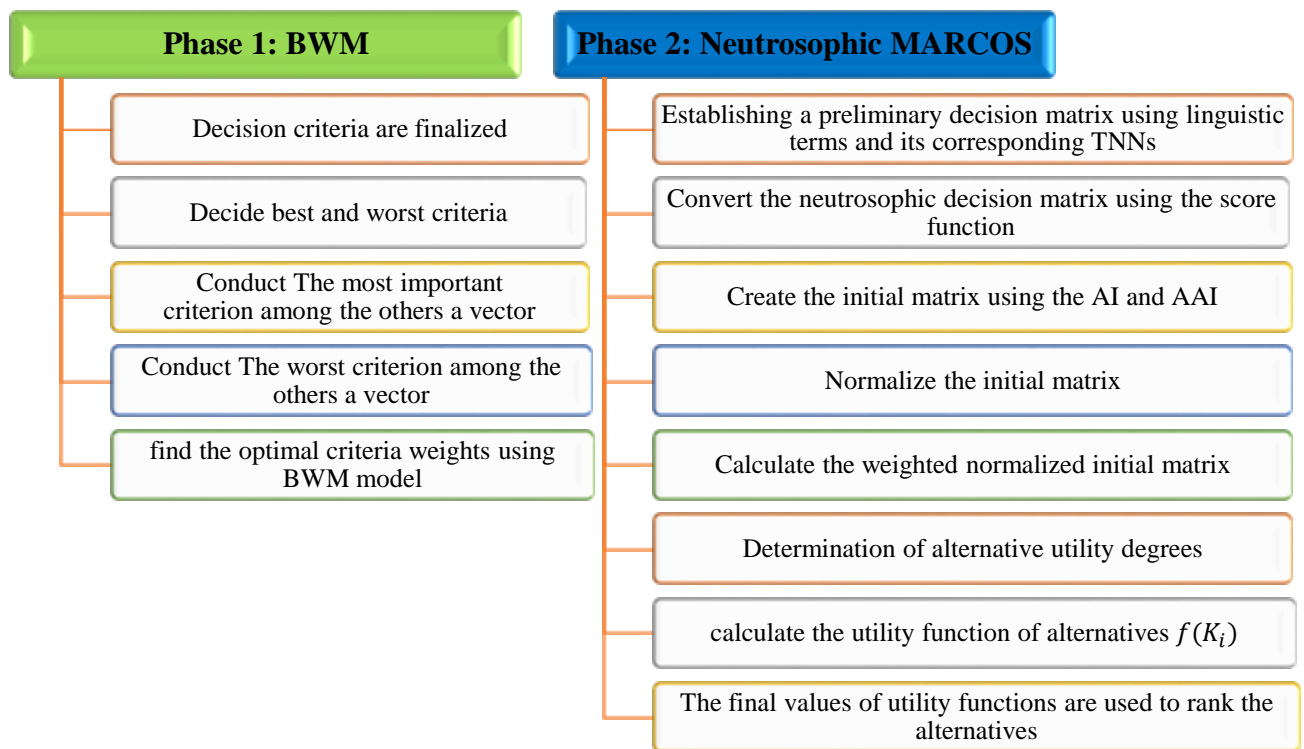 Phase 1: BWM
Decision criteria are finalized
Decide best and worst criteria
Conduct The most important
criterion among the others a vector
Conduct The worst criterion among the
others a vector
find the optimal criteria weights using
BWM model
Phase 2: Neutrosophic MARCOS
Establishing a preliminary decision matrix using linguistic
terms and its corresponding TNNs
Convert the neutrosophic decision matrix using the score
function
Create the initial matrix using the AI and AAI
Normalize the initial matrix
Calculate the weighted normalized initial matrix
Determination of alternative utility degrees
calculate the utility function of alternatives 𝑓(𝐾𝑖)
The final values of utility functions are used to rank the
alternatives